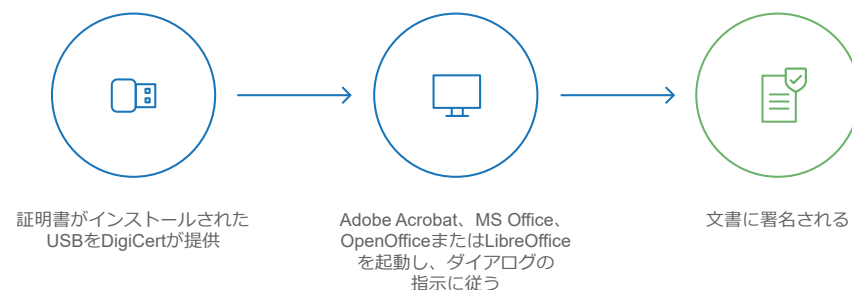 証明書がインストールされた
USBをDigiCertが提供
Adobe Acrobat、MS Office、
OpenOfficeまたはLibreOffice
を起動し、ダイアログの
指示に従う
文書に署名される